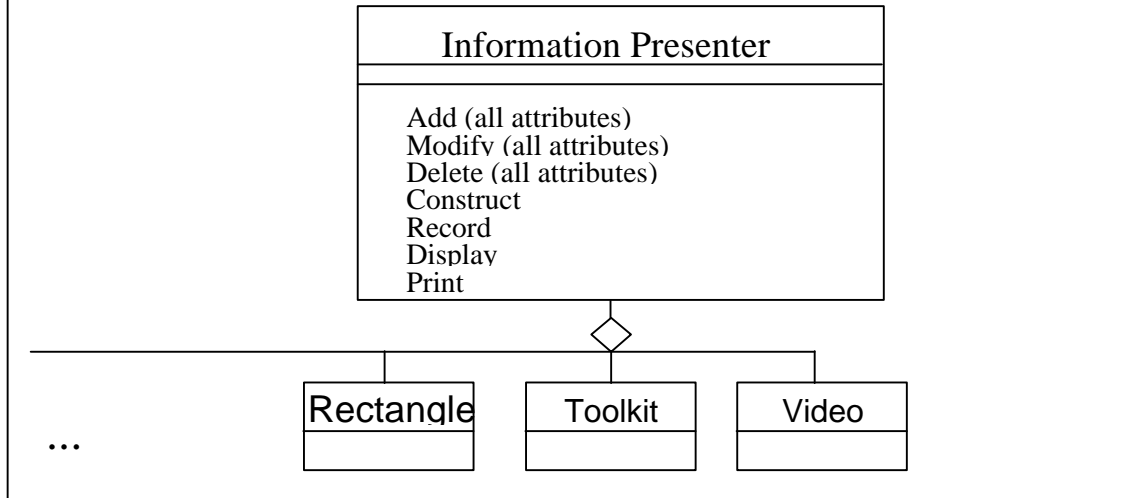 Information Presenter
Add (all attributes)
Modify (all attributes)
Delete (all attributes)
Construct
Record
Display
Print
Rectangle
Toolkit
Video
...